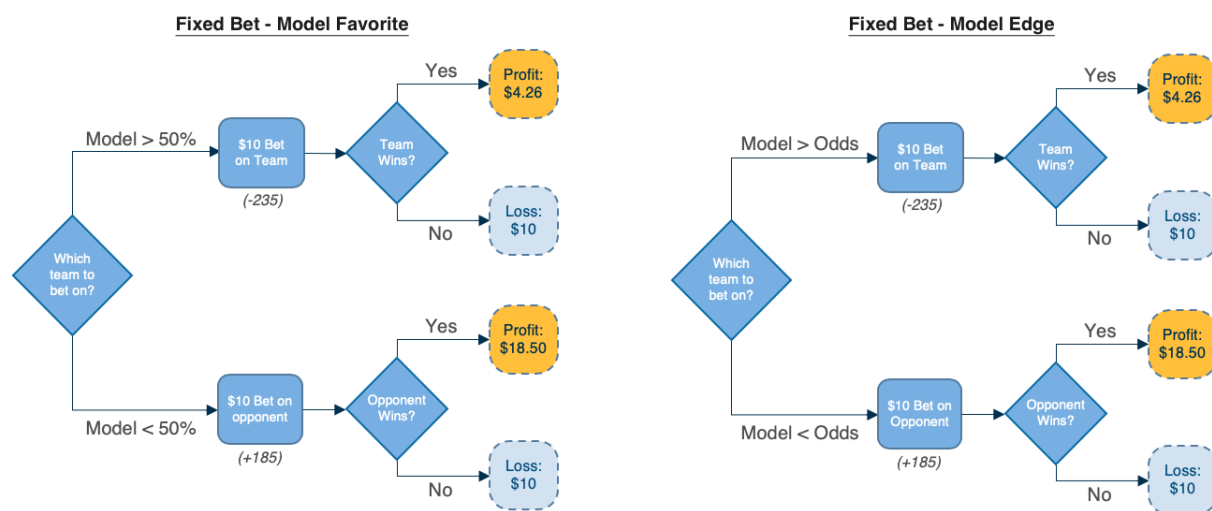 Fixed Bet - Model Favorite
Yes
Profit:
$4.26
Model > 50%
$10 Bet
on Team
(-235)
Team
Wins?
No
Loss:
$10
Which
team to
bet on?
Yes
Profit:
$18.50
Model < 50%
$10 Bet on
opponent
(+185)
Opponent
Wins?
No
Loss:
$10
Fixed Bet - Model Edge
Yes
Profit:
$4.26
Model > Odds
$10 Bet
on Team
(-235)
Team
Wins?
No
Loss:
$10
Which
team to
bet on?
Yes
Profit:
$18.50
Model < Odds
$10 Bet on
Opponent
(+185)
Opponent
Wins?
No
Loss:
$10